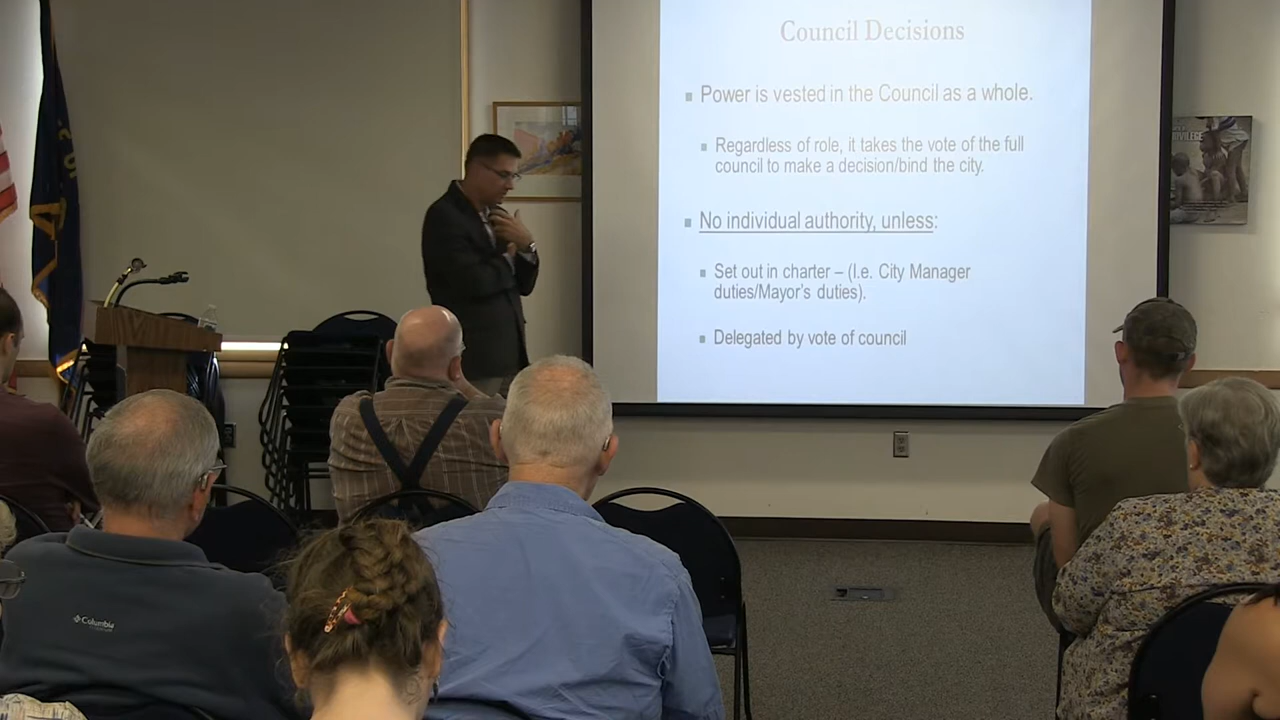 Council Decisions
Power is vested in the Council as a whole.
Regardless of role, it takes the vote of the full
council to make a decision/bind the city.
No individual authority, unless:
Set out in charter – (I.e. City Manager
duties/Mayor's duties).
Delegated by vote of council
Columbia